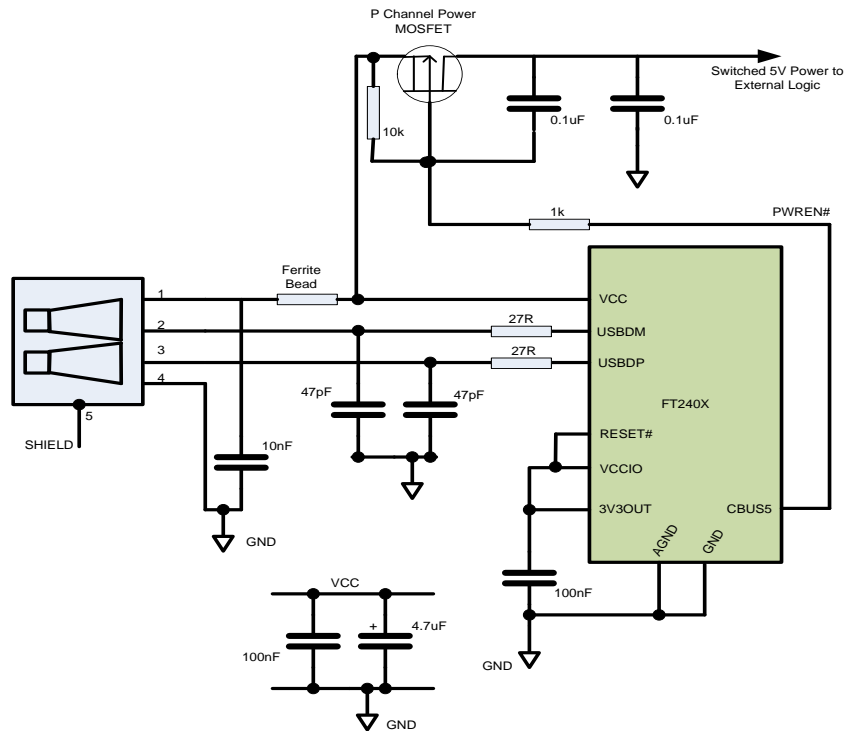 P Channel Power
MOSFET
Switched 5V Power to
External Logic
0.1uF
0.1uF
10k
1k
PWREN#
Ferrite
Bead
1
VCC
2
27R
USBDM
3
27R
USBDP
4
47pF
47pF
FT240X
5
SHIELD
10nF
RESET#
VCCIO
3V3OUT
CBUS5
AGND
GND
GND
100nF
VCC
+
4.7uF
100nF
GND
GND